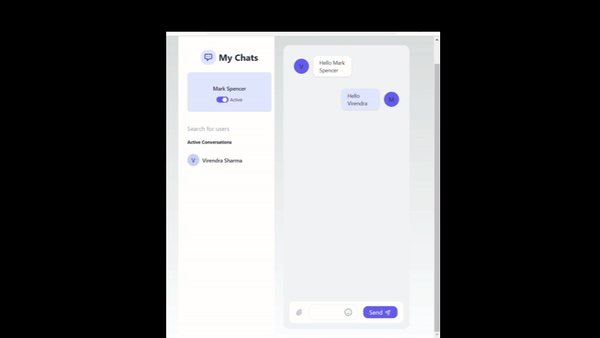 My Chats
Mark Spencer
Active
Search for users
Active Conversations
V
Virendra Sharma
Hello Mark
Spencer
Hello
Virendra
M
Send